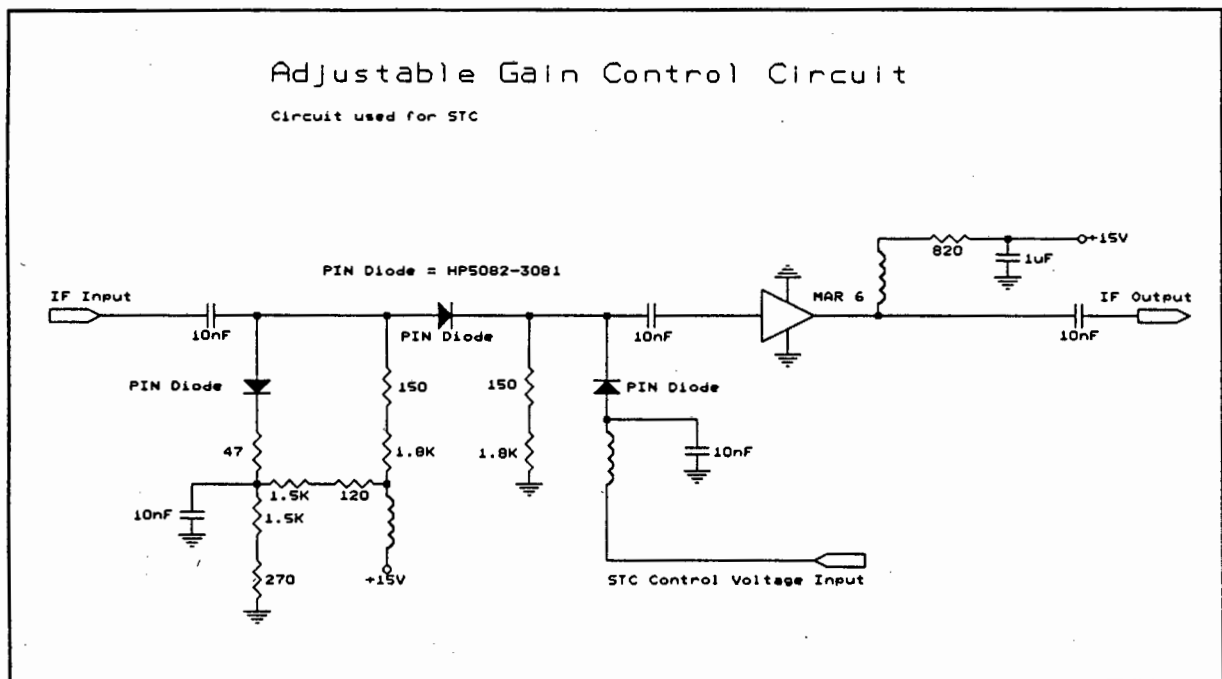 Adjustable Gain Control Circuit
Circuit used for STC
PIN Diode = HP5082-3081
820
+15V
1uF
MAR 6
IF Input
IF Output
10nF
PIN Diode
10nF
10nF
PIN Diode
150
150
PIN Diode
47
1.8K
1.8K
10nF
1.5K
120
10nF
1.5K
270
+15V
STC Control Voltage Input